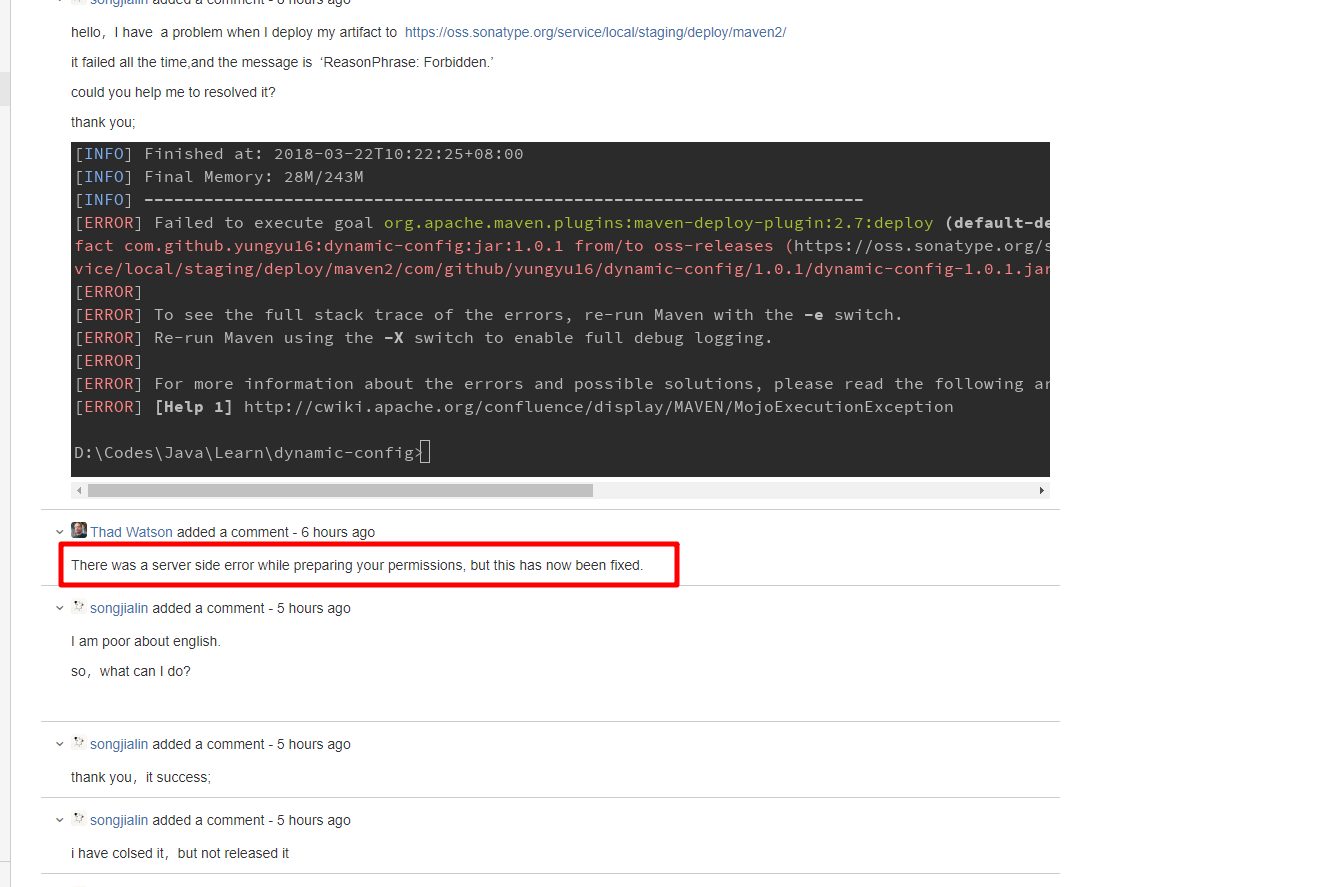 songjialin added a comment - 6 hours ago
hello，I have a problem when I deploy my artifact to https://oss.sonatype.org/service/local/staging/deploy/maven2/
it failed all the time,and the message is ‘ReasonPhrase: Forbidden.’
could you help me to resolved it?
thank you;
[INFO] Finished at: 2018-03-22T10:22:25+08:00
[INFO] Final Memory: 28M/243M
[INFO] ------------------------------------------------------------------------
[ERROR] Failed to execute goal org.apache.maven.plugins:maven-deploy-plugin:2.7:deploy (default-de
fact com.github.yungyu16:dynamic-config:jar:1.0.1 from/to oss-releases (https://oss.sonatype.org/s
vice/local/staging/deploy/maven2/com/github/yungyu16/dynamic-config/1.0.1/dynamic-config-1.0.1.jar
[ERROR]
[ERROR] To see the full stack trace of the errors, re-run Maven with the -e switch.
[ERROR] Re-run Maven using the -X switch to enable full debug logging.
[ERROR]
[ERROR] For more information about the errors and possible solutions, please read the following ar
[ERROR] [Help 1] http://cwiki.apache.org/confluence/display/MAVEN/MojoExecutionException
D:\Codes\Java\Learn\dynamic-config>
Thad Watson added a comment - 6 hours ago
There was a server side error while preparing your permissions, but this has now been fixed.
songjialin added a comment - 5 hours ago
I am poor about english.
so，what can I do?
songjialin added a comment - 5 hours ago
thank you，it success;
songjialin added a comment - 5 hours ago
i have colsed it，but not released it